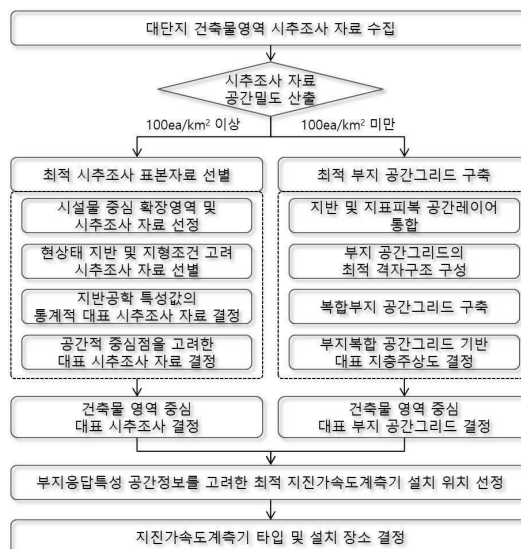 대단지 건축물영역 시추조사 자료 수집
시추조사 자료
공간밀도 산출
100ea/km² 이상
100ea/km² 미만
최적 시추조사 표본자료 선별
시설물 중심 확장영역 및
시추조사 자료 선정
현상태 지반 및 지형조건 고려
시추조사 자료 선별
지반공학 특성값의
통계적 대표 시추조사 자료 결정
공간적 중심점을 고려한
대표 시추조사 자료 결정
건축물 영역 중심
대표 시추조사 결정
최적 부지 공간그리드 구축
지반 및 지표피복 공간레이어
통합
부지 공간그리드의
최적 격자구조 구성
복합부지 공간그리드 구축
부지복합 공간그리드 기반
대표 지층주상도 결정
건축물 영역 중심
대표 부지 공간그리드 결정
부지응답특성 공간정보를 고려한 최적 지진가속도계측기 설치 위치 선정
지진가속도계측기 타입 및 설치 장소 결정